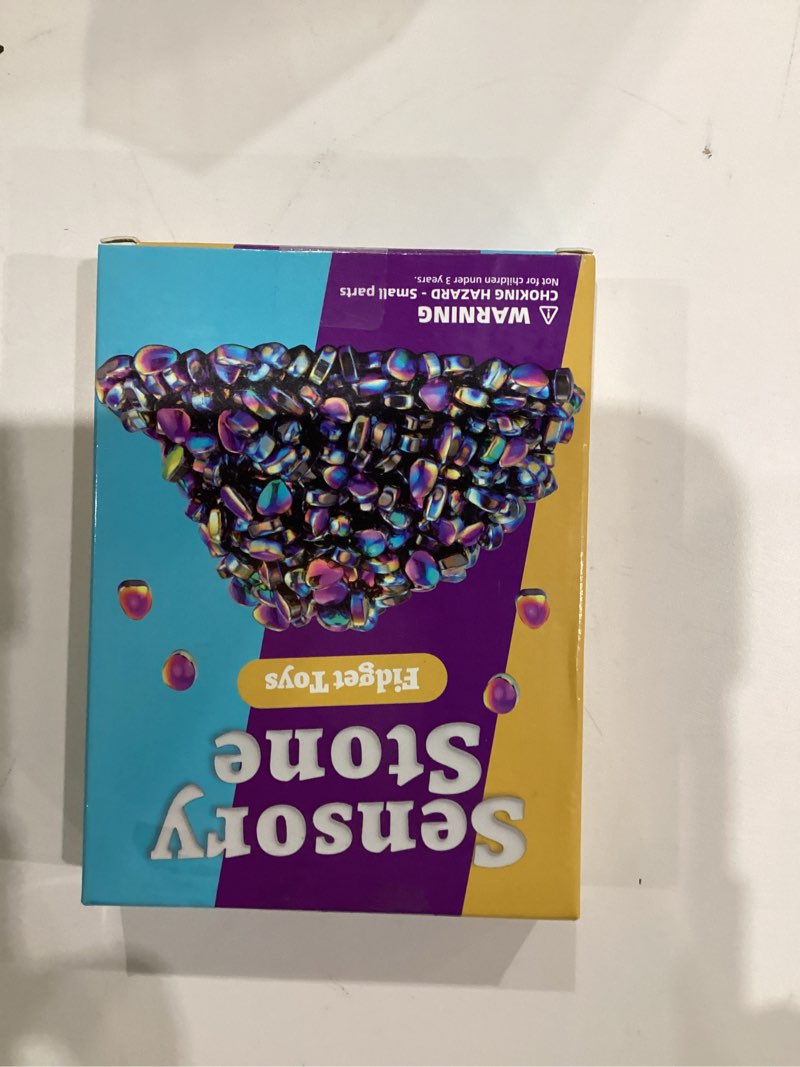 Sensory
Stone
Fidget Toys
⚠ WARNING
CHOKING HAZARD - Small parts
Not for children under 3 years.